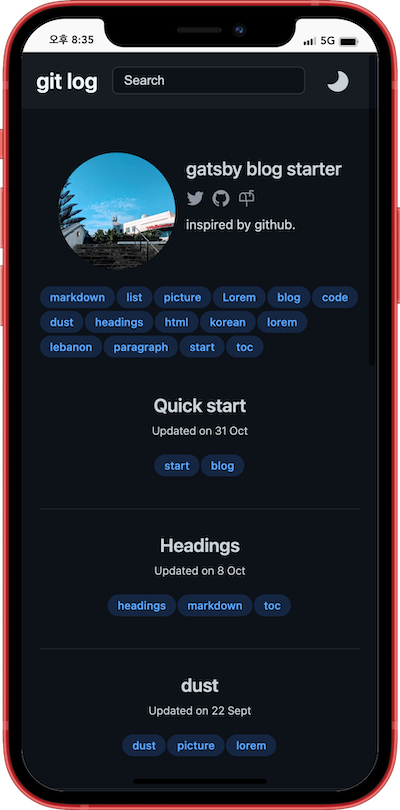 오후 8:35 5G
git log Search
gatsby blog starter
inspired by github.
markdown list picture Lorem blog code
dust headings html korean lorem
lebanon paragraph start toc
Quick start
Updated on 31 Oct
start blog
Headings
Updated on 8 Oct
headings markdown toc
dust
Updated on 22 Sept
dust picture lorem